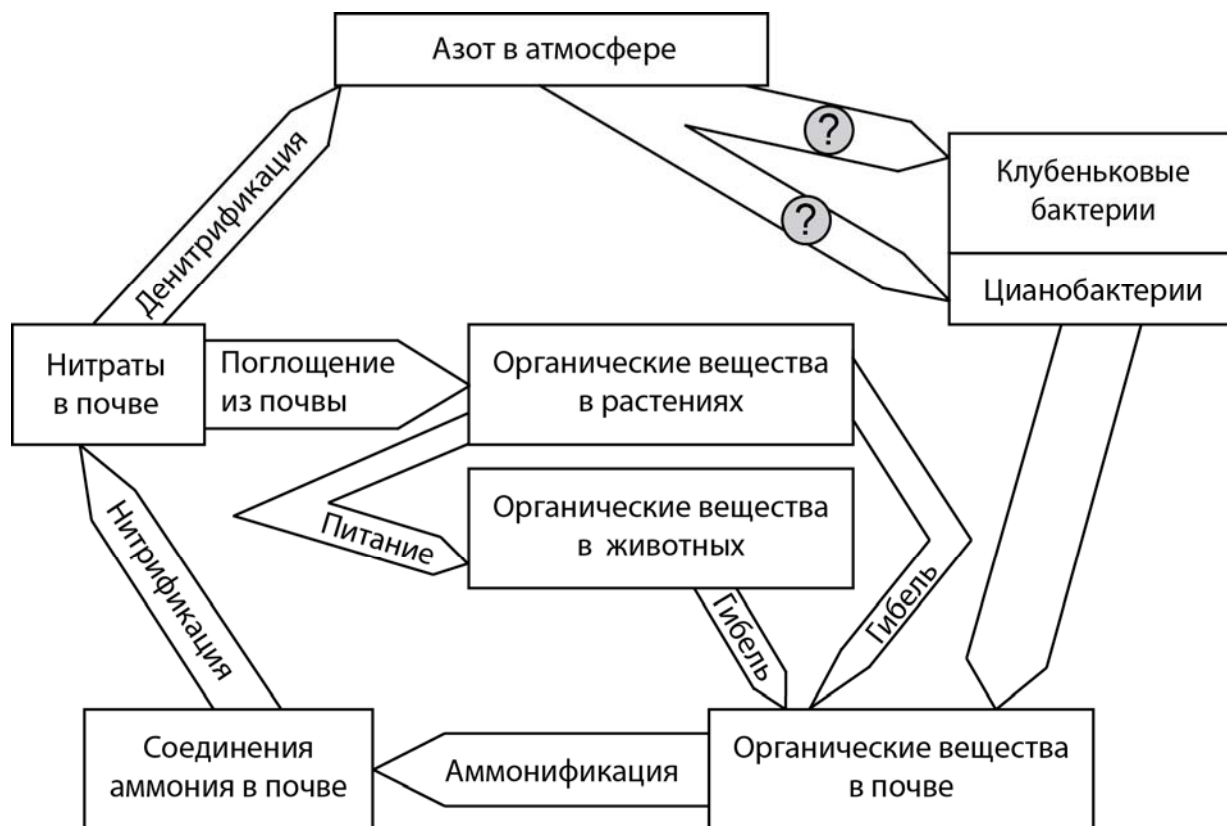 Азот в атмосфере
?
?
Клубеньковые
бактерии
Цианобактерии
Денитрификация
Нитраты
в почве
Поглощение
из почвы
Органические вещества
в растениях
Питание
Органические вещества
в животных
Гибель
Гибель
Нитрификация
Соединения
аммония в почве
Аммонификация
Органические вещества
в почве